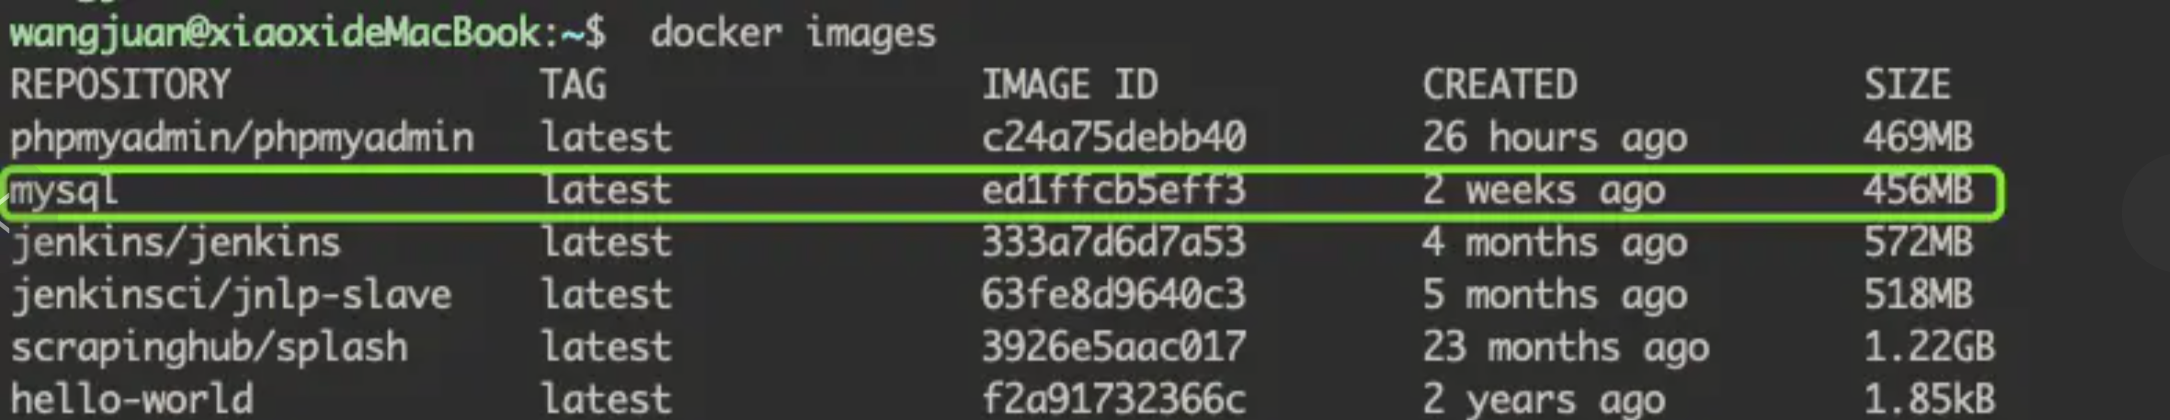 wangjuan@xiaoxideMacBook:~$ docker images
REPOSITORY TAG IMAGE ID CREATED SIZE
phpmyadmin/phpmyadmin latest c24a75debb40 26 hours ago 469MB
mysql latest ed1ffcb5eff3 2 weeks ago 456MB
jenkins/jenkins latest 333a7d6d7a53 4 months ago 572MB
jenkinsci/jnlp-slave latest 63fe8d9640c3 5 months ago 518MB
scrapinghub/splash latest 3926e5aac017 23 months ago 1.22GB
hello-world latest f2a91732366c 2 years ago 1.85kB